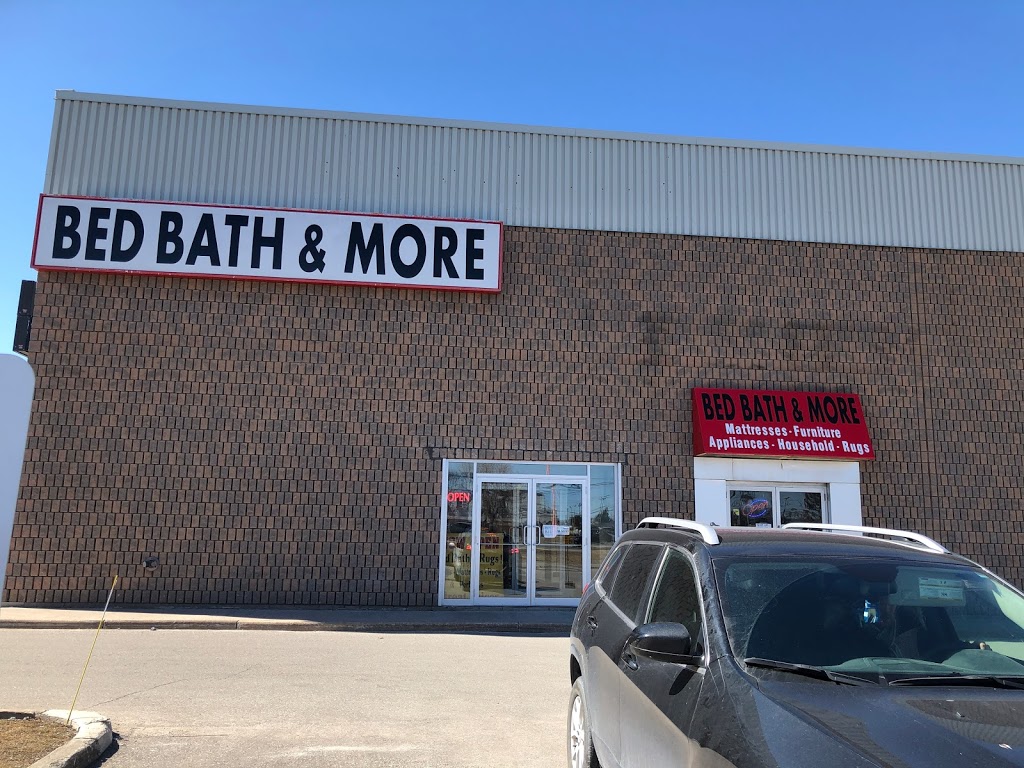 BED BATH & MORE
BED BATH & MORE
Mattresses - Furniture
Appliances - Household - Rugs
OPEN